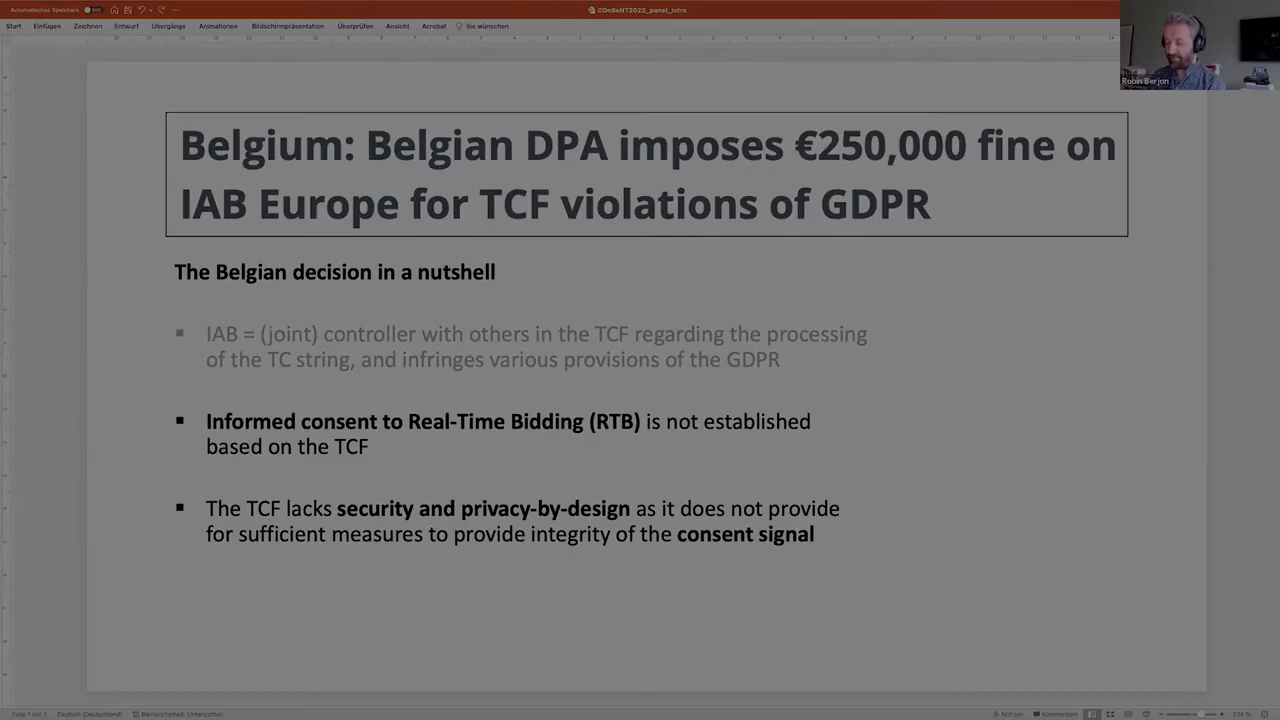 Automatisches Speichern
COnSeNT2022_panel_intro
Start Einfügen Zeichnen Entwurf Übergänge Animationen Bildschirmpräsentation Überprüfen Ansicht Acrobat Sie wünschen
Robin Berjon
Belgium: Belgian DPA imposes €250,000 fine on
IAB Europe for TCF violations of GDPR
The Belgian decision in a nutshell
▪ IAB = (joint) controller with others in the TCF regarding the processing
of the TC string, and infringes various provisions of the GDPR
▪ Informed consent to Real-Time Bidding (RTB) is not established
based on the TCF
▪ The TCF lacks security and privacy-by-design as it does not provide
for sufficient measures to provide integrity of the consent signal
Folie 1 von 1 Deutsch (Deutschland) Barrierefreiheit: Untersuchen Notizen Kommentare 234 %